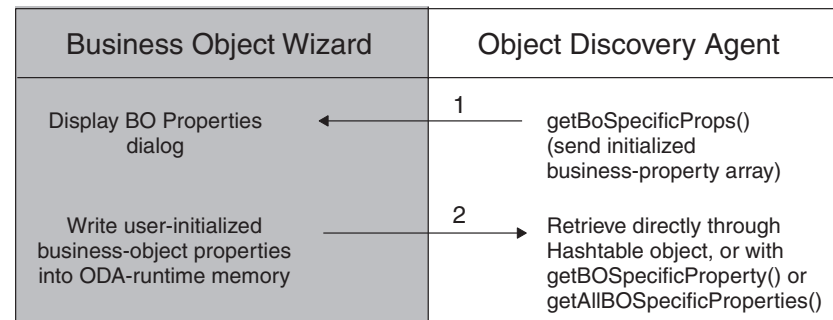 Business Object Wizard
Object Discovery Agent
Display BO Properties
dialog
1
getBoSpecificProps()
(send initialized
business-property array)
Write user-initialized
business-object properties
into ODA-runtime memory
2
Retrieve directly through
Hashtable object, or with
getBOSpecificProperty() or
getAllBOSpecificProperties()